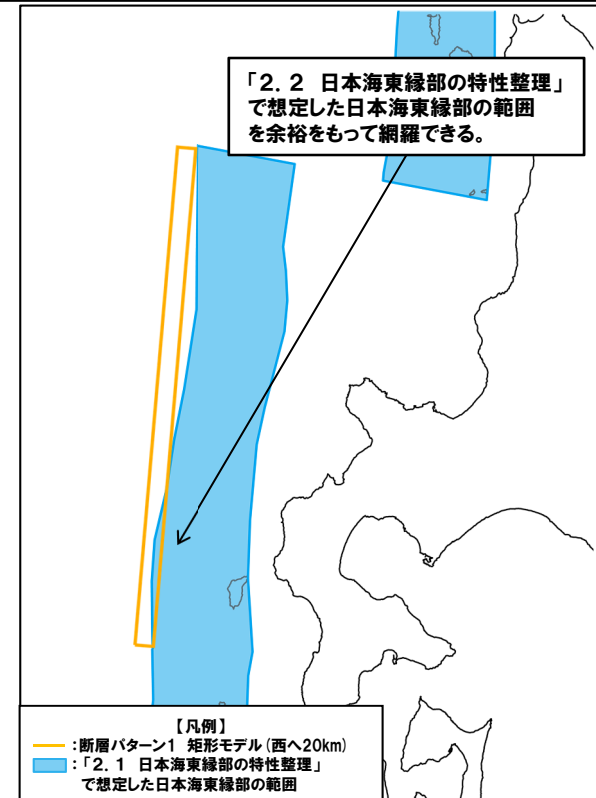 「2.2 日本海東縁部の特性整理」
で想定した日本海東縁部の範囲
を余裕をもって網羅できる。
【凡例】
:断層パターン1 矩形モデル(西へ20km)
:「2.1 日本海東縁部の特性整理」
で想定した日本海東縁部の範囲